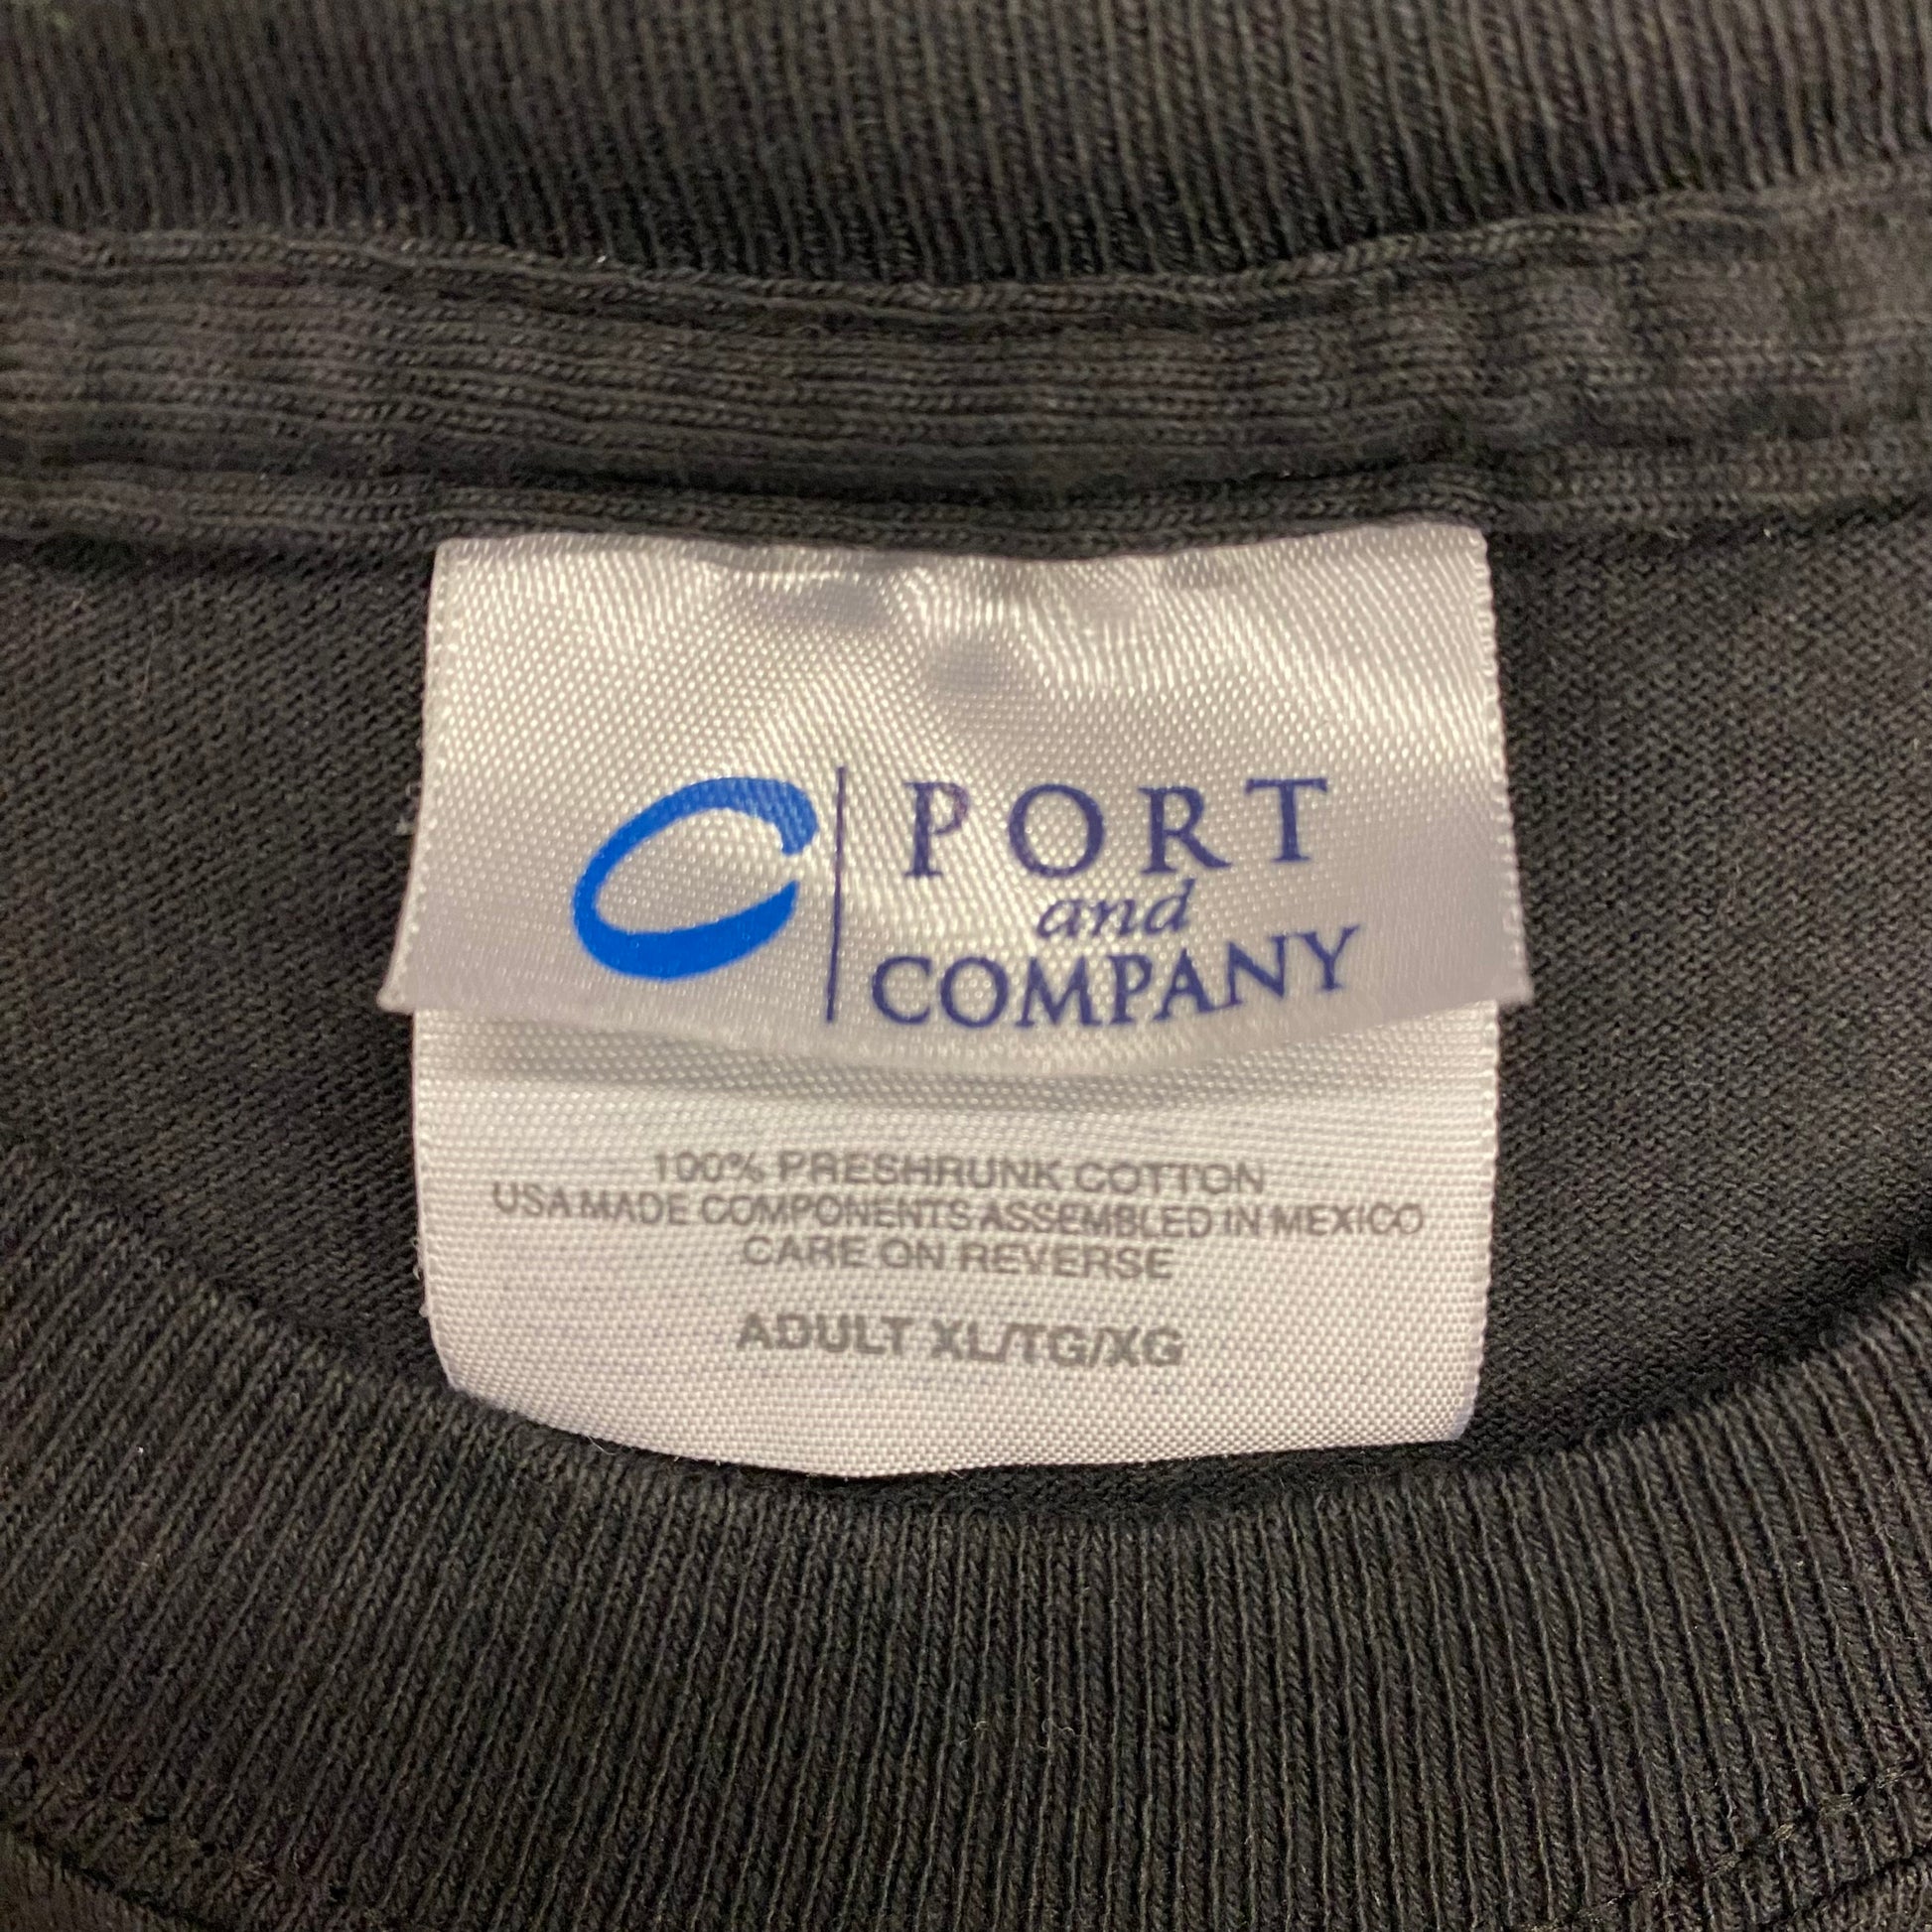 PORT
and
COMPANY
100% PRESHRUNK COTTON
USA MADE COMPONENTS ASSEMBLED IN MEXICO
CARE ON REVERSE
ADULT XL/TG/XG